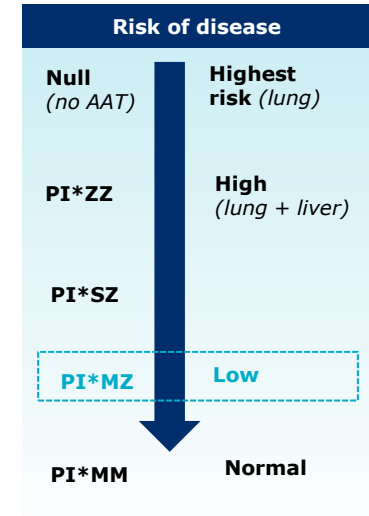 Risk of disease
Null
(no AAT)
Highest
risk (lung)
PI*ZZ
High
(lung + liver)
PI*SZ
PI*MZ
Low
PI*MM
Normal